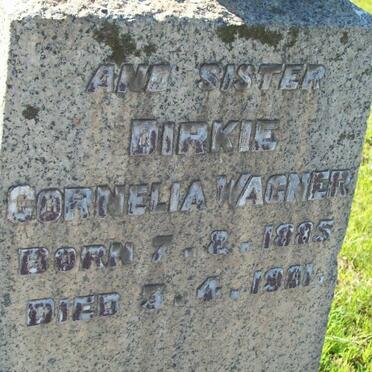 AND SISTER
DIRKIE
CORNELIA WAGNER
BORN 7. 8. 1885
DIED 3. 4. 1901.